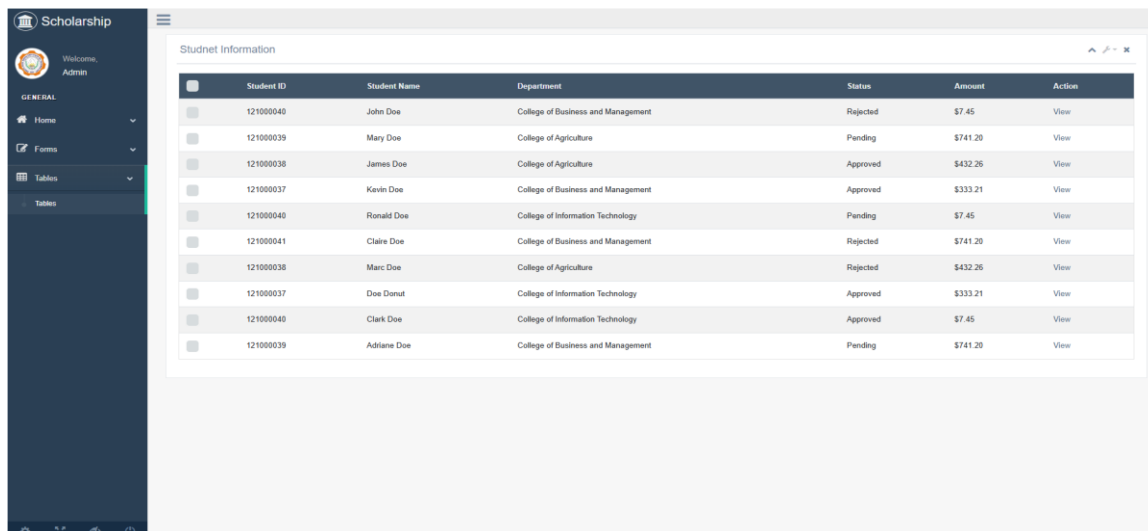 Scholarship
Welcome,
Admin
GENERAL
Home
Forms
Tables
Tables
Studnet Information
Student ID Student Name Department Status Amount Action
121000040 John Doe College of Business and Management Rejected $7.45 View
121000039 Mary Doe College of Agriculture Pending $741.20 View
121000038 James Doe College of Agriculture Approved $432.26 View
121000037 Kevin Doe College of Business and Management Approved $333.21 View
121000040 Ronald Doe College of Information Technology Pending $7.45 View
121000041 Claire Doe College of Business and Management Rejected $741.20 View
121000038 Marc Doe College of Agriculture Rejected $432.26 View
121000037 Doe Donut College of Information Technology Approved $333.21 View
121000040 Clark Doe College of Information Technology Approved $7.45 View
121000039 Adriane Doe College of Business and Management Pending $741.20 View